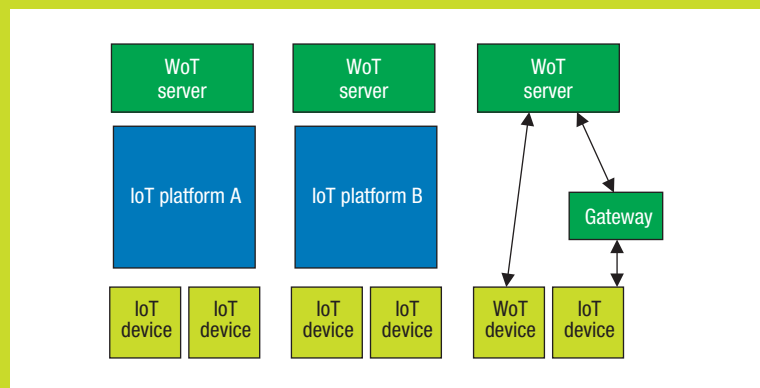 WoT
server
WoT
server
WoT
server
IoT platform A
IoT platform B
Gateway
IoT
device
IoT
device
IoT
device
IoT
device
WoT
device
IoT
device